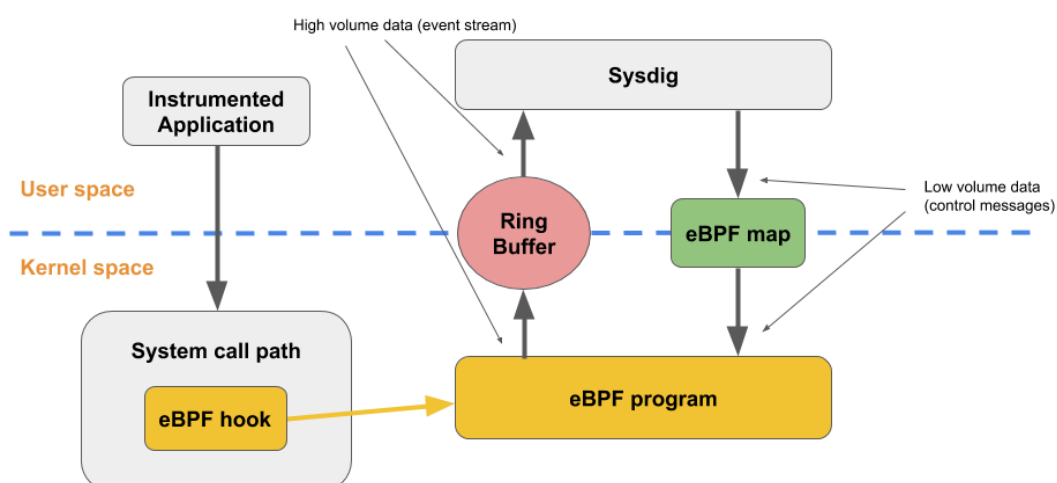 High volume data (event stream)
Sysdig
Instrumented
Application
User space
Low volume data
(control messages)
Ring
Buffer
eBPF map
Kernel space
System call path
eBPF hook
eBPF program